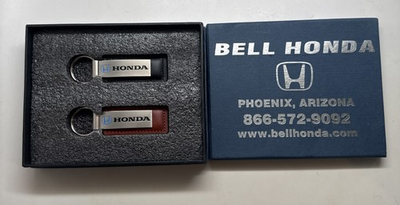 HONDA
HONDA
BELL HONDA
PHOENIX, ARIZONA
866-572-9092
www.bellhonda.com